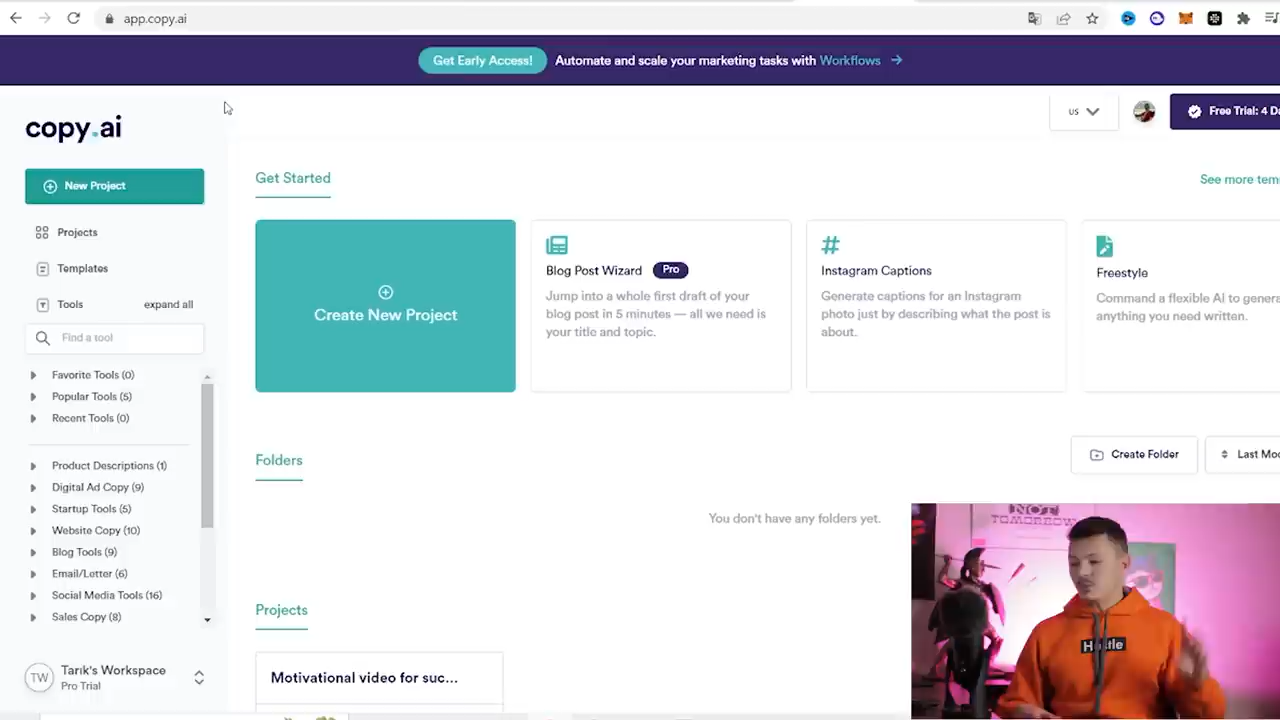 app.copy.ai
Get Early Access! Automate and scale your marketing tasks with Workflows →
copy.ai
US
Free Trial: 4 Da
New Project
Projects
Templates
Tools expand all
Find a tool
Favorite Tools (0)
Popular Tools (5)
Recent Tools (0)
Product Descriptions (1)
Digital Ad Copy (9)
Startup Tools (5)
Website Copy (10)
Blog Tools (9)
Email/Letter (6)
Social Media Tools (16)
Sales Copy (8)
TW
Tarık's Workspace
Pro Trial
Get Started
See more tem
Create New Project
Blog Post Wizard Pro
Jump into a whole first draft of your
blog post in 5 minutes — all we need is
your title and topic.
Instagram Captions
Generate captions for an Instagram
photo just by describing what the post is
about.
Freestyle
Command a flexible AI to genera
anything you need written.
Folders
Create Folder
Last Mod
You don't have any folders yet.
Projects
Motivational video for suc...
NOT
TOMORROW
Hustle